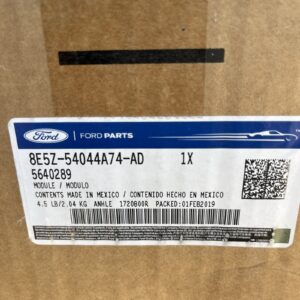 Ford
FORD PARTS
8E5Z-54044A74-AD 1X
5640289
MODULE / MODULO
CONTENTS MADE IN MEXICO / CONTENIDO HECHO EN MEXICO
4.5 LB/2.04 KG ANHLE 1720B00R PACKED:01FEB2019